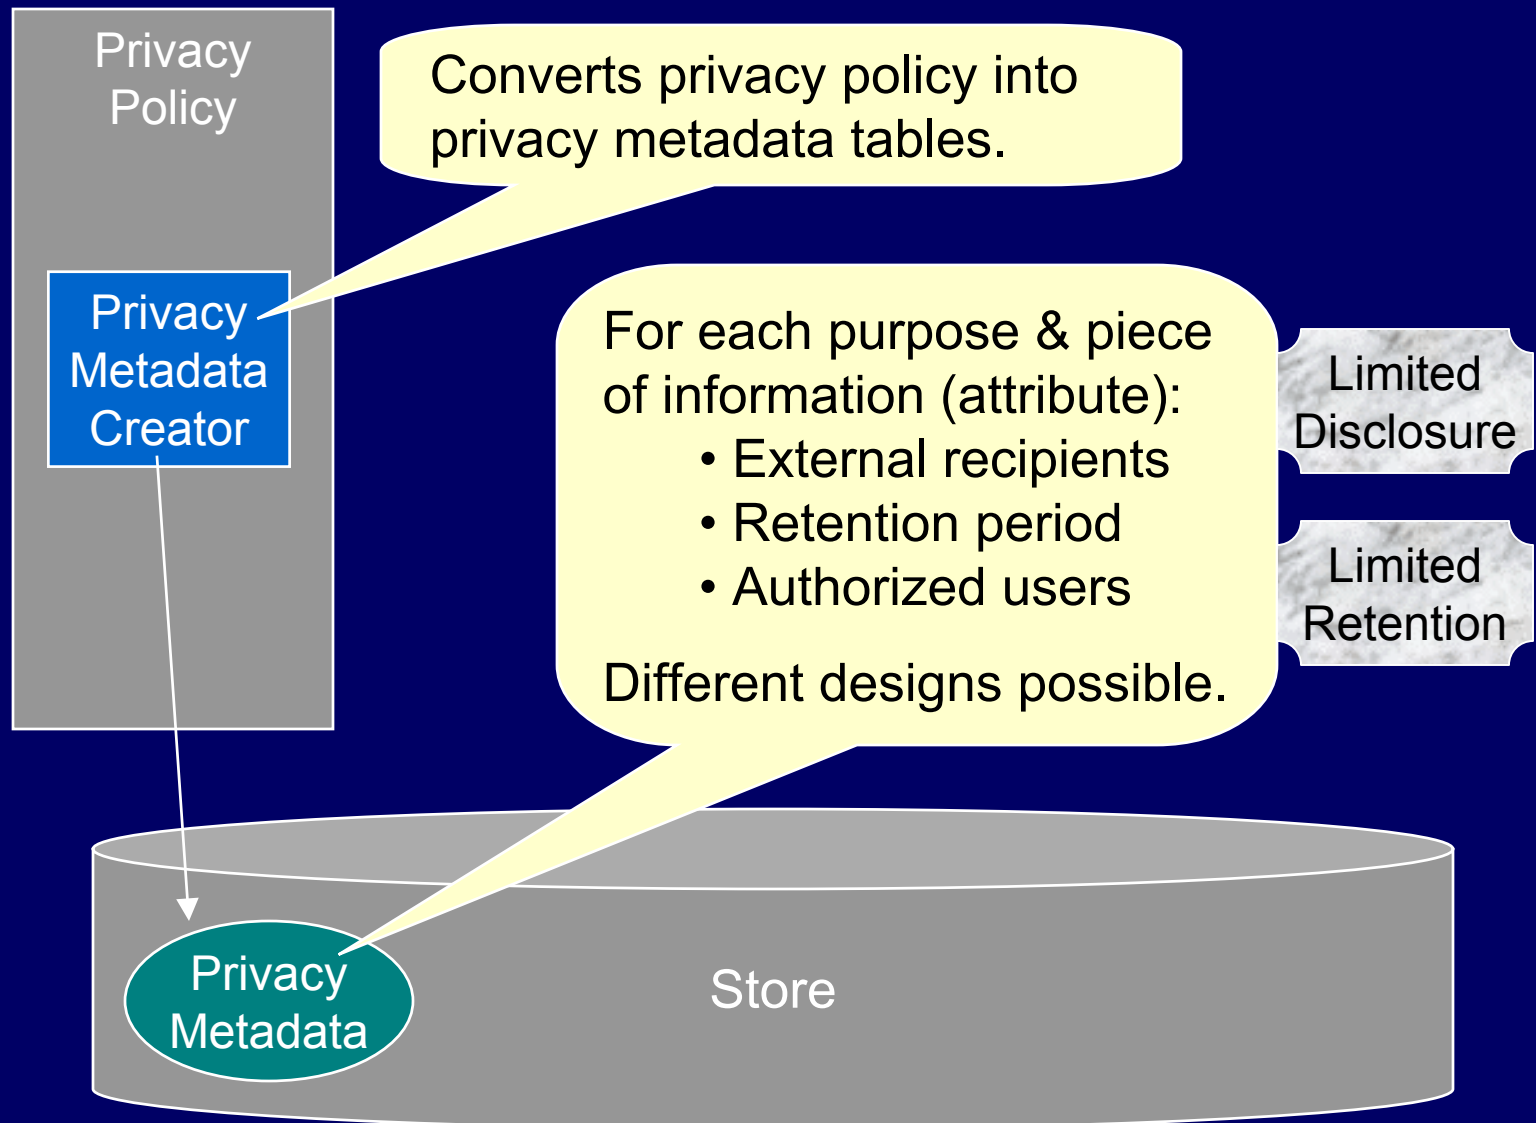 Privacy
Policy
Converts privacy policy into
privacy metadata tables.
Privacy
Metadata
Creator
For each purpose & piece
of information (attribute):
• External recipients
• Retention period
• Authorized users
Different designs possible.
Limited
Disclosure
Limited
Retention
Privacy
Metadata
Store